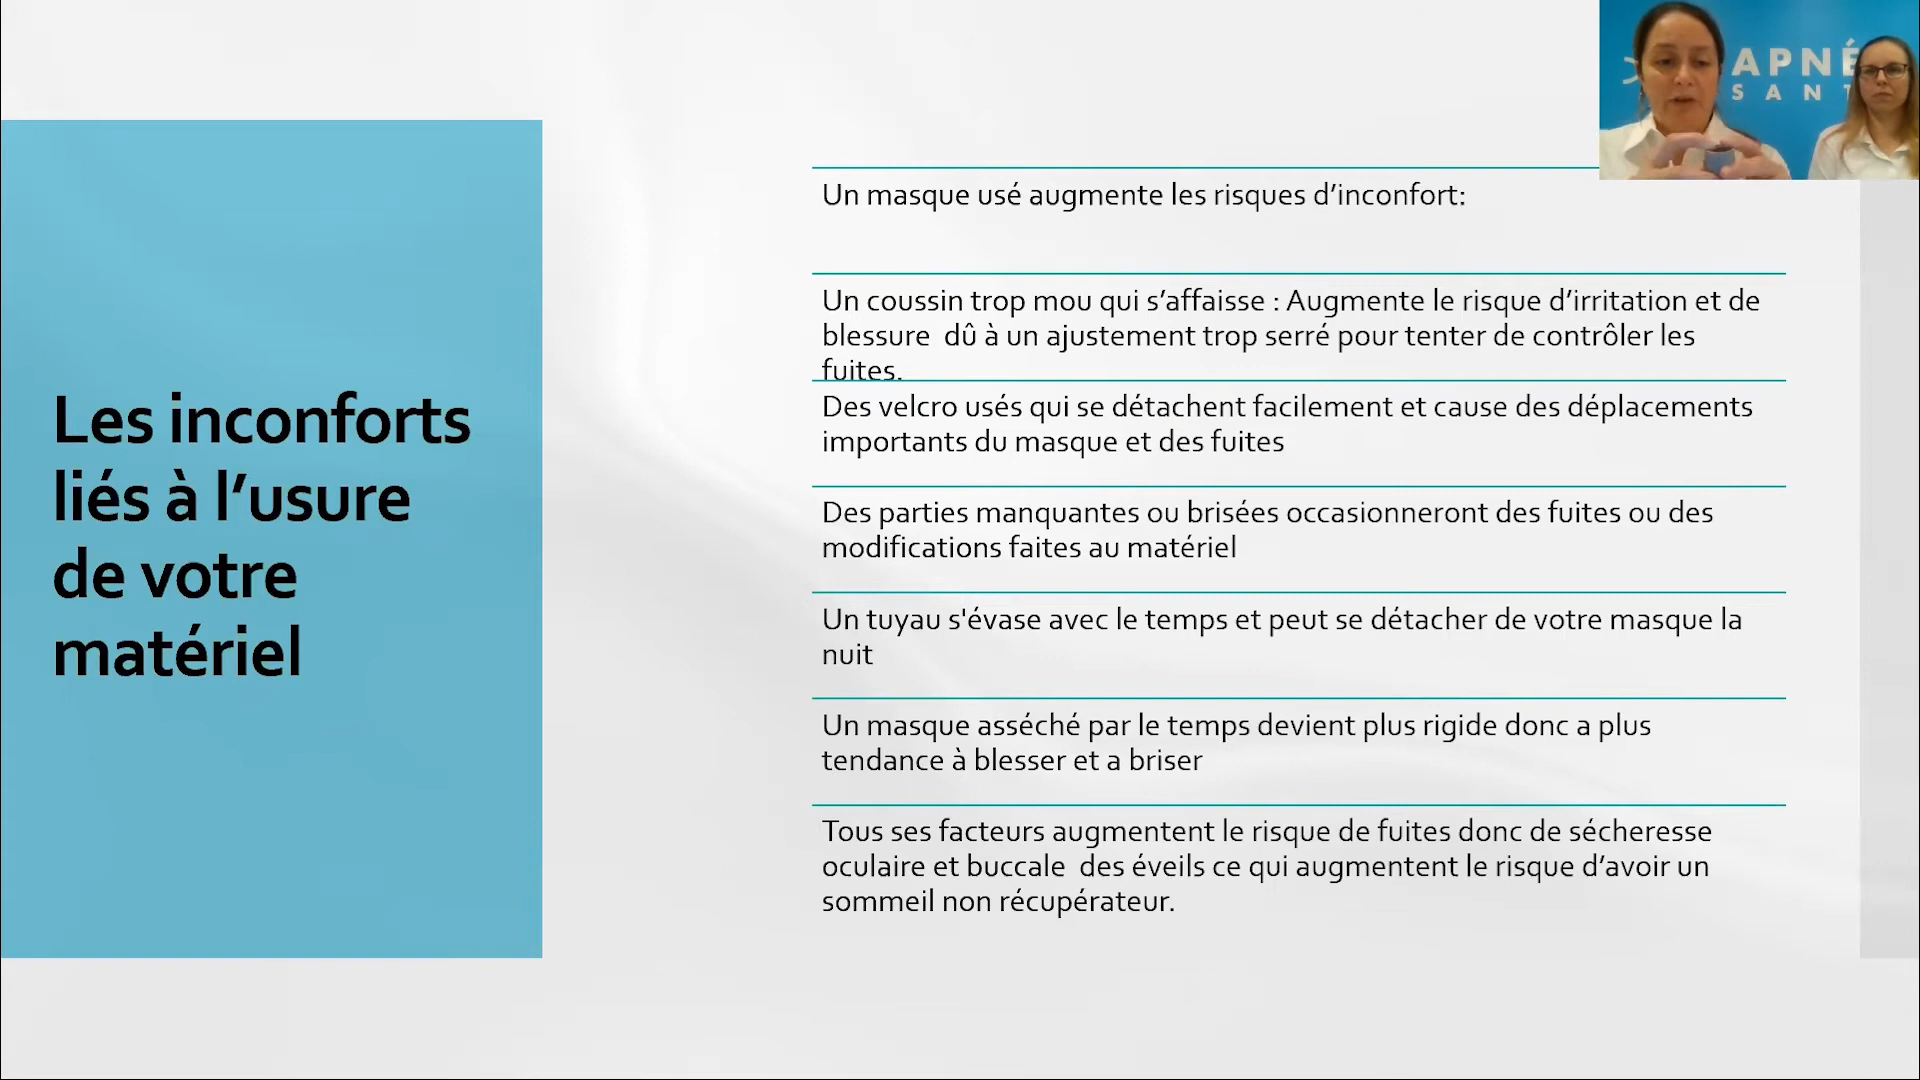 Les inconforts
liés à l’usure
de votre
matériel
Un masque usé augmente les risques d’inconfort:
Un coussin trop mou qui s’affaisse : Augmente le risque d’irritation et de
blessure  dû à un ajustement trop serré pour tenter de contrôler les
fuites.
Des velcro usés qui se détachent facilement et cause des déplacements
importants du masque et des fuites
Des parties manquantes ou brisées occasionneront des fuites ou des
modifications faites au matériel
Un tuyau s'évase avec le temps et peut se détacher de votre masque la
nuit
Un masque asséché par le temps devient plus rigide donc a plus
tendance à blesser et a briser
Tous ses facteurs augmentent le risque de fuites donc de sécheresse
oculaire et buccale  des éveils ce qui augmentent le risque d’avoir un
sommeil non récupérateur.
APNÉ
SANT